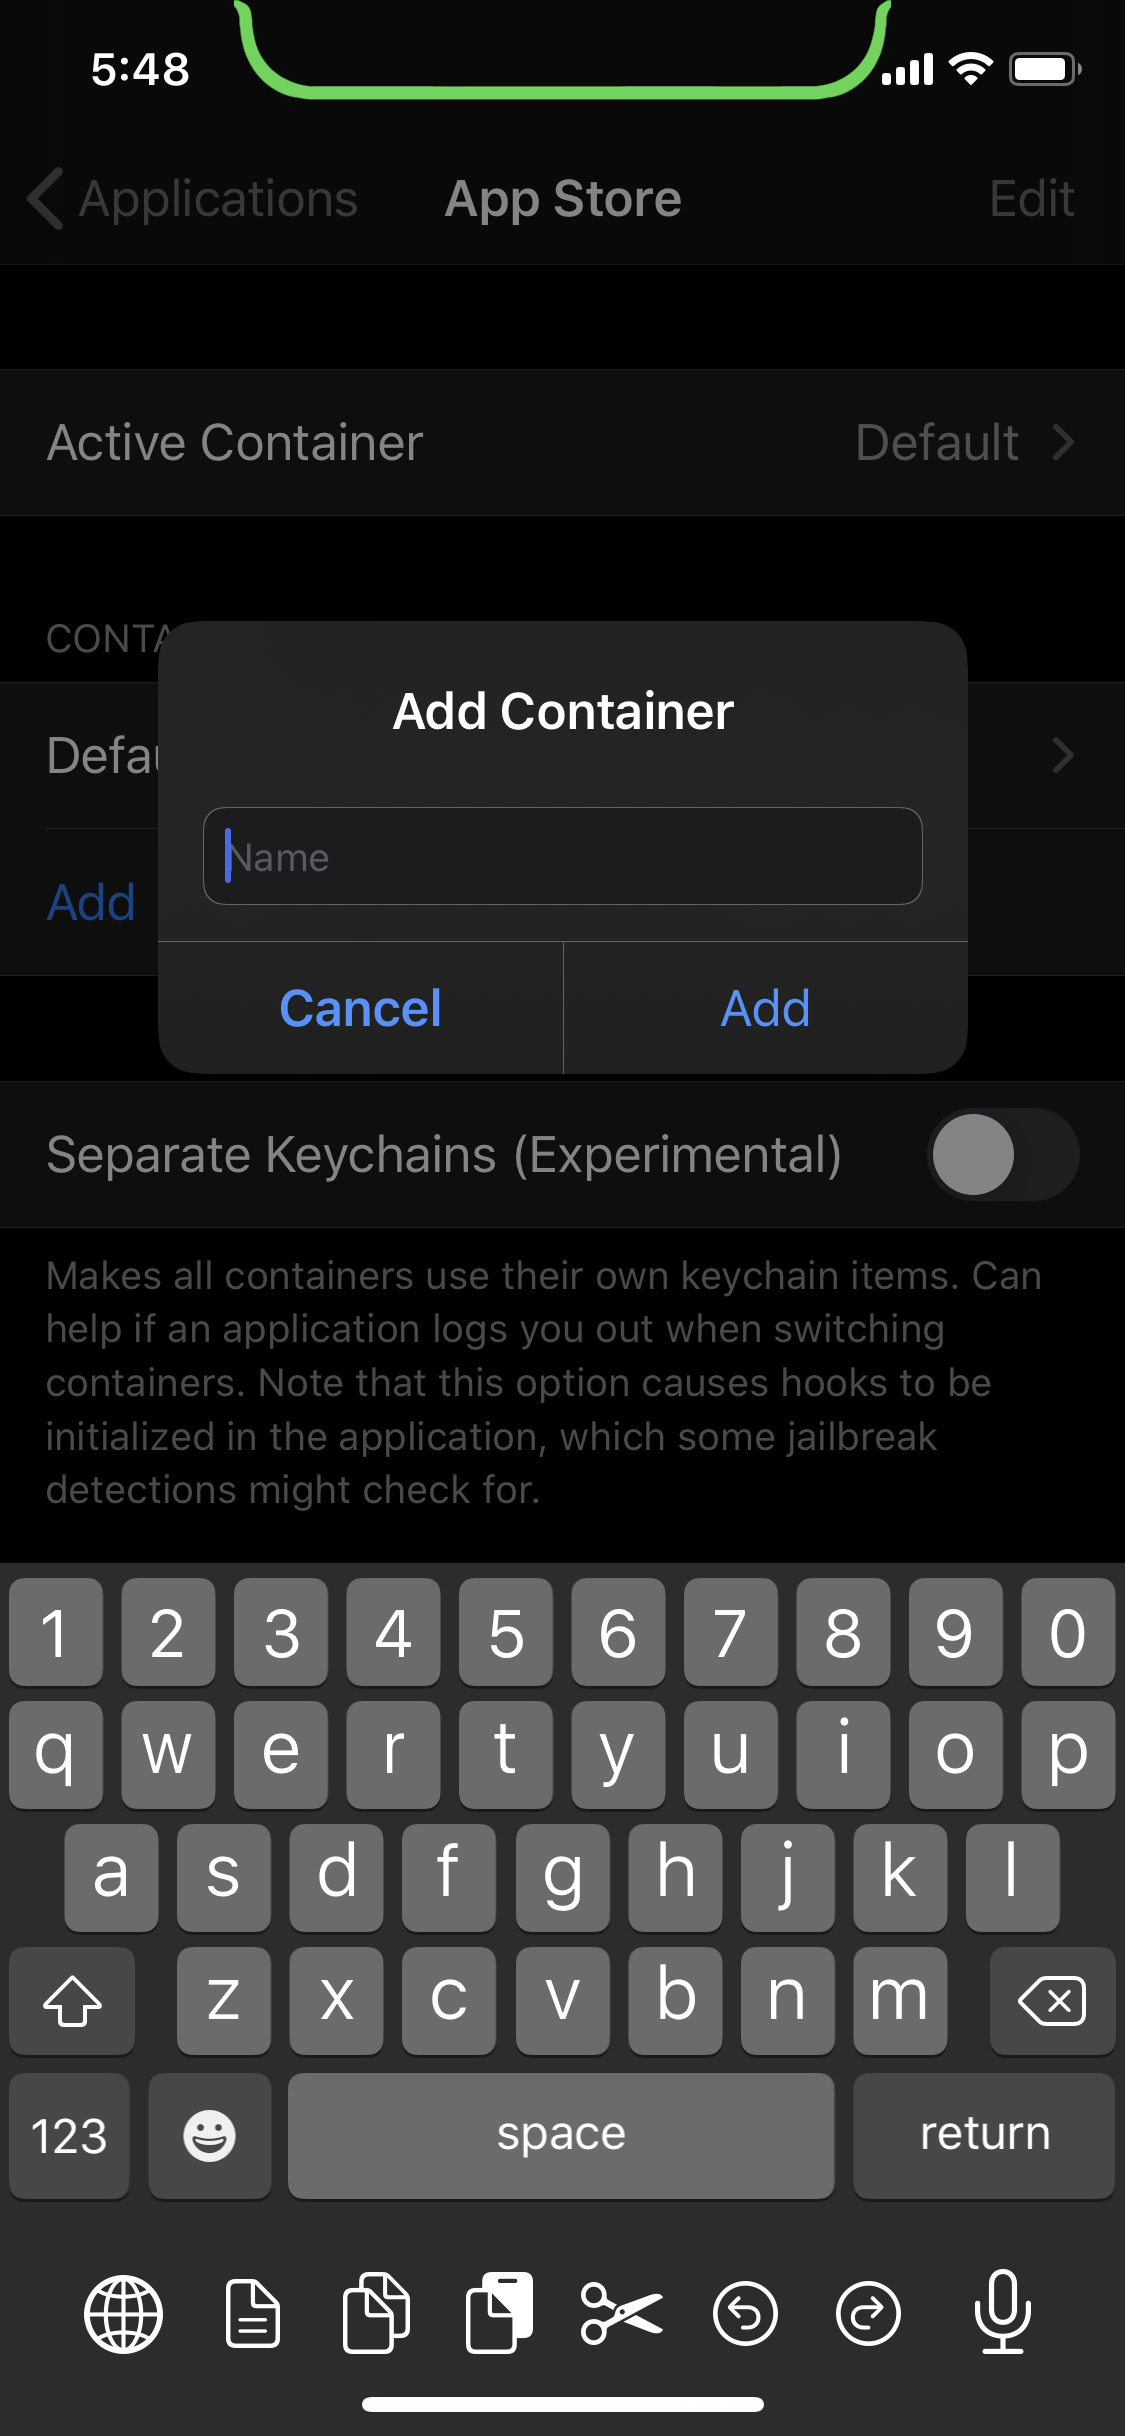 5:48
Applications
App Store
Edit
Active Container
Default
CONTA
Defau
Add
Add Container
Name
Cancel
Add
Separate Keychains (Experimental)
Makes all containers use their own keychain items. Can
help if an application logs you out when switching
containers. Note that this option causes hooks to be
initialized in the application, which some jailbreak
detections might check for.
1 2 3 4 5 6 7 8 9 0
q w e r t y u i o p
a s d f g h j k l
z x c v b n m
123
space
return